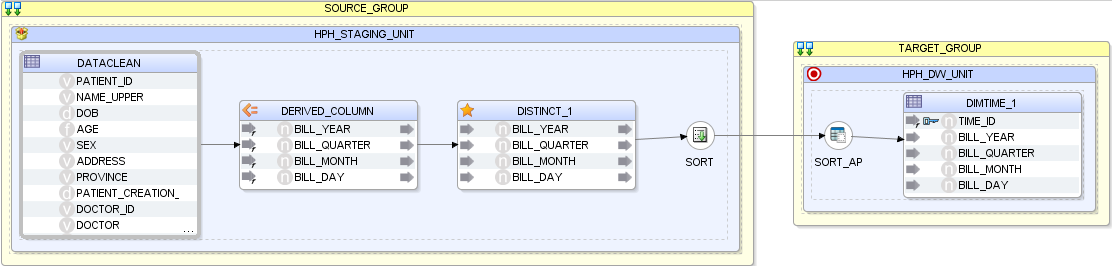 SOURCE_GROUP
HPH_STAGING_UNIT
DATACLEAN
v PATIENT_ID
v NAME_UPPER
d DOB
f AGE
v SEX
v ADDRESS
v PROVINCE
d PATIENT_CREATION_
v DOCTOR_ID
v DOCTOR
...
DERIVED_COLUMN
n BILL_YEAR
n BILL_QUARTER
n BILL_MONTH
n BILL_DAY
DISTINCT_1
n BILL_YEAR
n BILL_QUARTER
n BILL_MONTH
n BILL_DAY
SORT
TARGET_GROUP
HPH_DW_UNIT
SORT_AP
DIMTIME_1
n TIME_ID
n BILL_YEAR
n BILL_QUARTER
n BILL_MONTH
n BILL_DAY